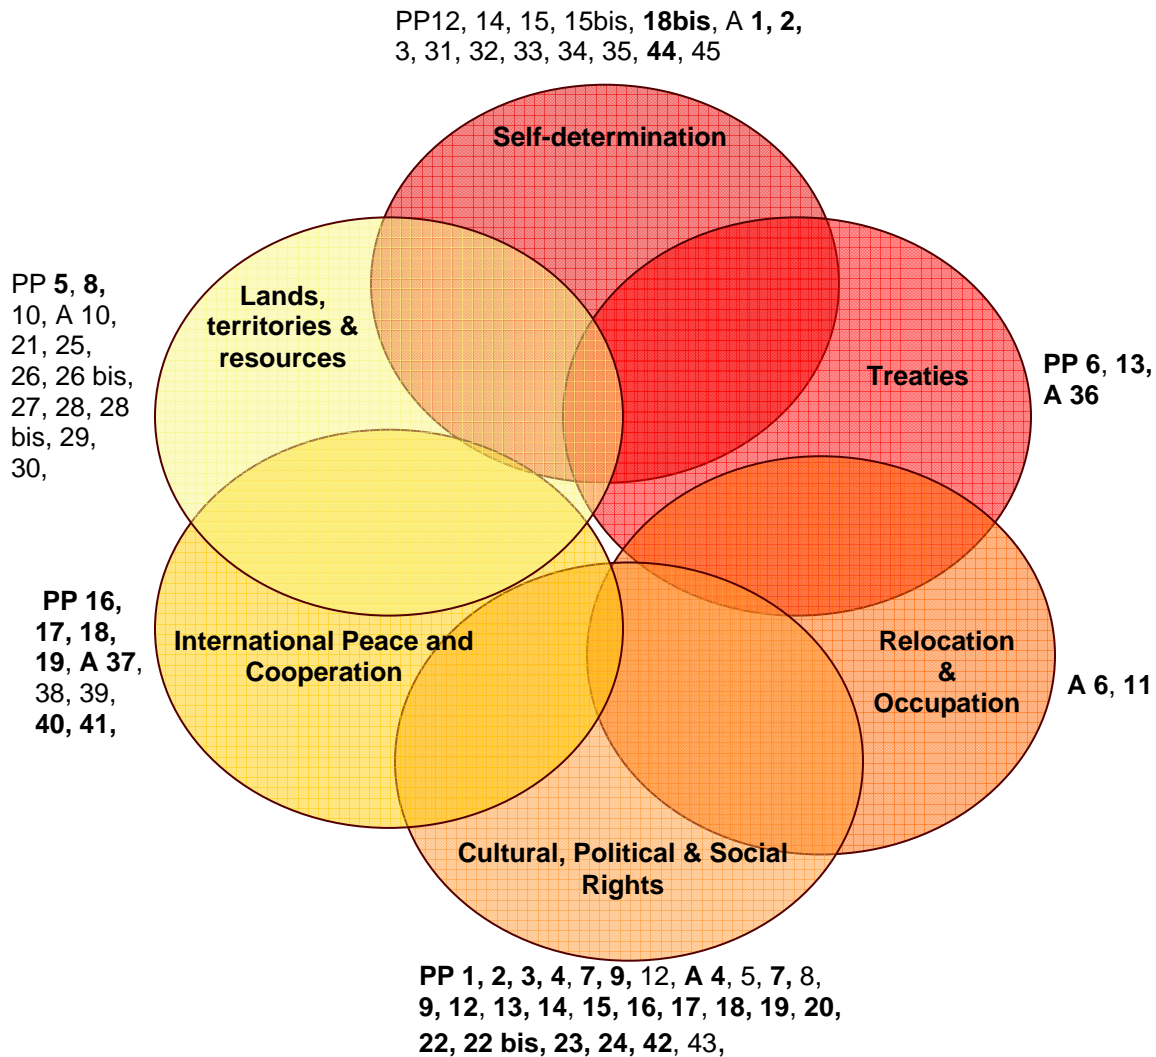 PP12, 14, 15, 15bis, 18bis, A 1, 2,
3, 31, 32, 33, 34, 35, 44, 45
Self-determination
Lands,
territories &
resources
PP 5, 8,
10, A 10,
21, 25,
26, 26 bis,
27, 28, 28
bis, 29,
30,
Treaties
PP 6, 13,
A 36
International Peace and
Cooperation
PP 16,
17, 18,
19, A 37,
38, 39,
40, 41,
Relocation
&
Occupation
A 6, 11
Cultural, Political & Social
Rights
PP 1, 2, 3, 4, 7, 9, 12, A 4, 5, 7, 8,
9, 12, 13, 14, 15, 16, 17, 18, 19, 20,
22, 22 bis, 23, 24, 42, 43,